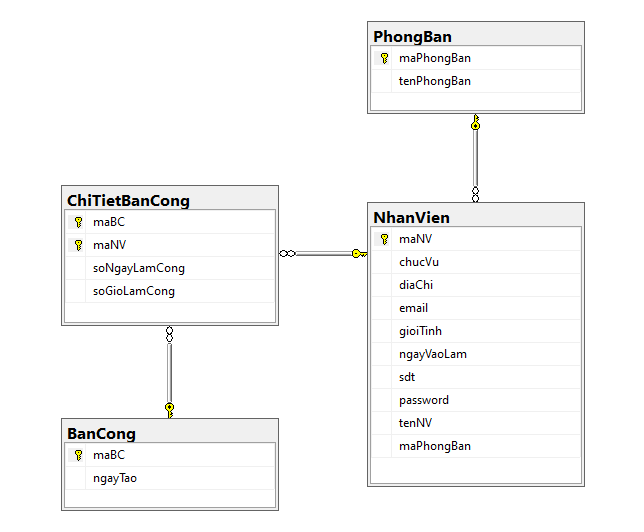 PhongBan
maPhongBan
tenPhongBan
ChiTietBanCong
maBC
maNV
soNgayLamCong
soGioLamCong
NhanVien
maNV
chucVu
diaChi
email
gioiTinh
ngayVaoLam
sdt
password
tenNV
maPhongBan
BanCong
maBC
ngayTao